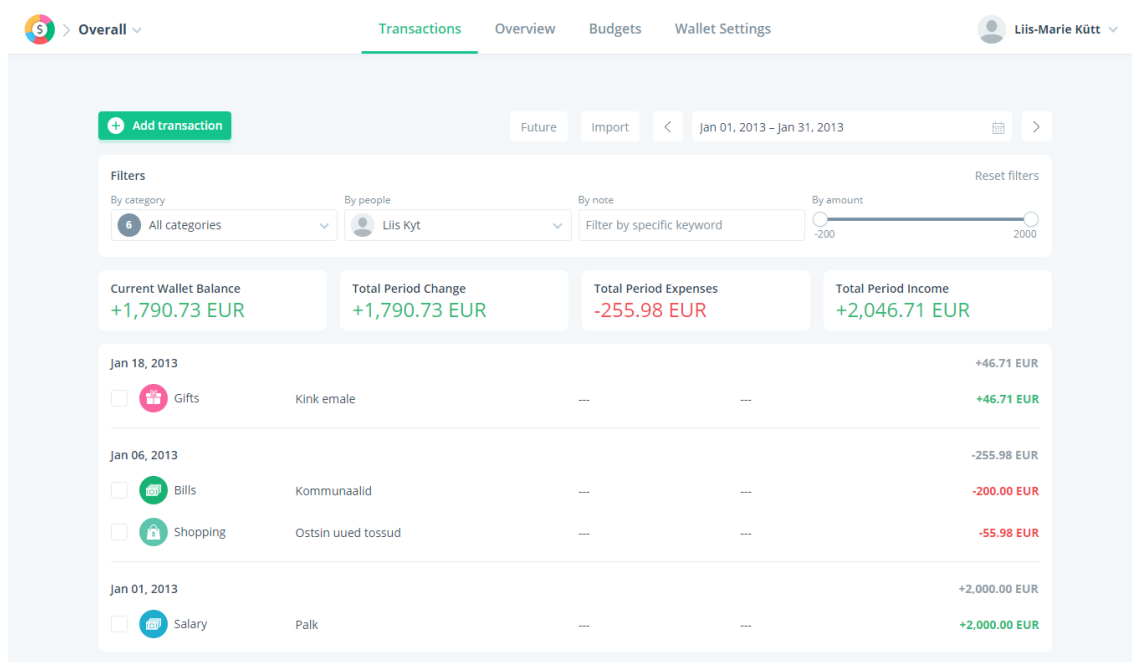 $ Overall Transactions Overview Budgets Wallet Settings Liis-Marie Kütt
Add transaction Future Import Jan 01, 2013 – Jan 31, 2013
Filters Reset filters
By category By people By note By amount
6 All categories Liis Kyt Filter by specific keyword
-200 2000
Current Wallet Balance Total Period Change Total Period Expenses Total Period Income
+1,790.73 EUR +1,790.73 EUR -255.98 EUR +2,046.71 EUR
Jan 18, 2013 +46.71 EUR
Gifts Kink emale --- --- +46.71 EUR
Jan 06, 2013 -255.98 EUR
Bills Kommunaalid --- --- -200.00 EUR
Shopping Ostsin uued tossud --- --- -55.98 EUR
Jan 01, 2013 +2,000.00 EUR
Salary Palk --- --- +2,000.00 EUR